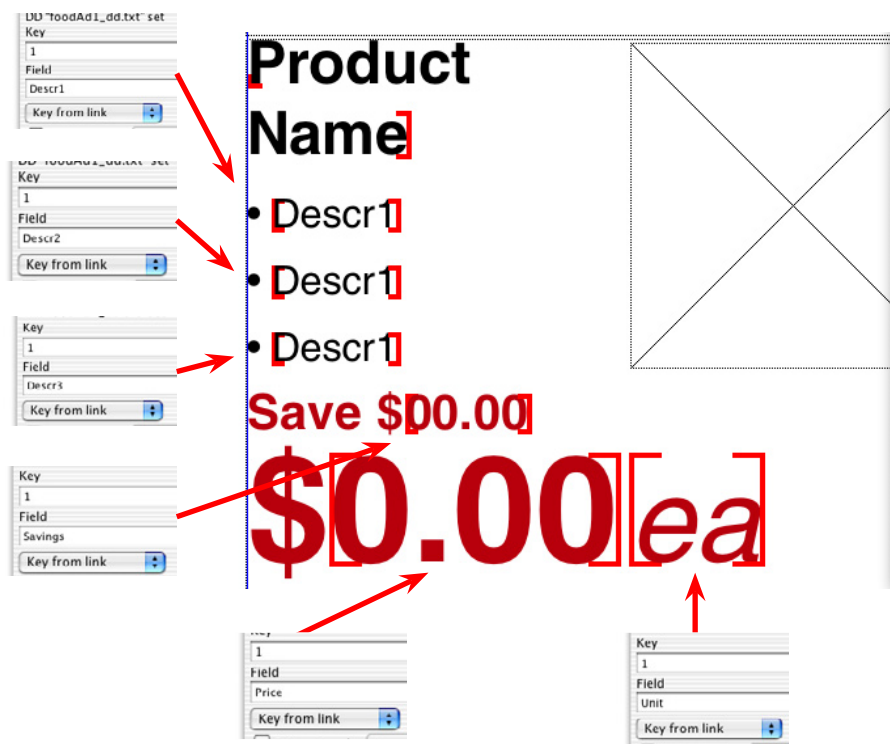 DD "foodAd1_dd.txt" set
Key
1
Field
Descr1
Key from link
DD "foodAd1_dd.txt" set
Key
1
Field
Descr2
Key from link
Key
1
Field
Descr3
Key from link
Key
1
Field
Savings
Key from link
Product
Name
• Descr1
• Descr1
• Descr1
Save $00.00
$0.00 ea
Key
1
Field
Price
Key from link
Key
1
Field
Unit
Key from link